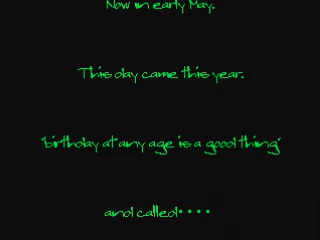 Now in early May.
This day came this year.
"birthday at any age is a good thing"
and called････